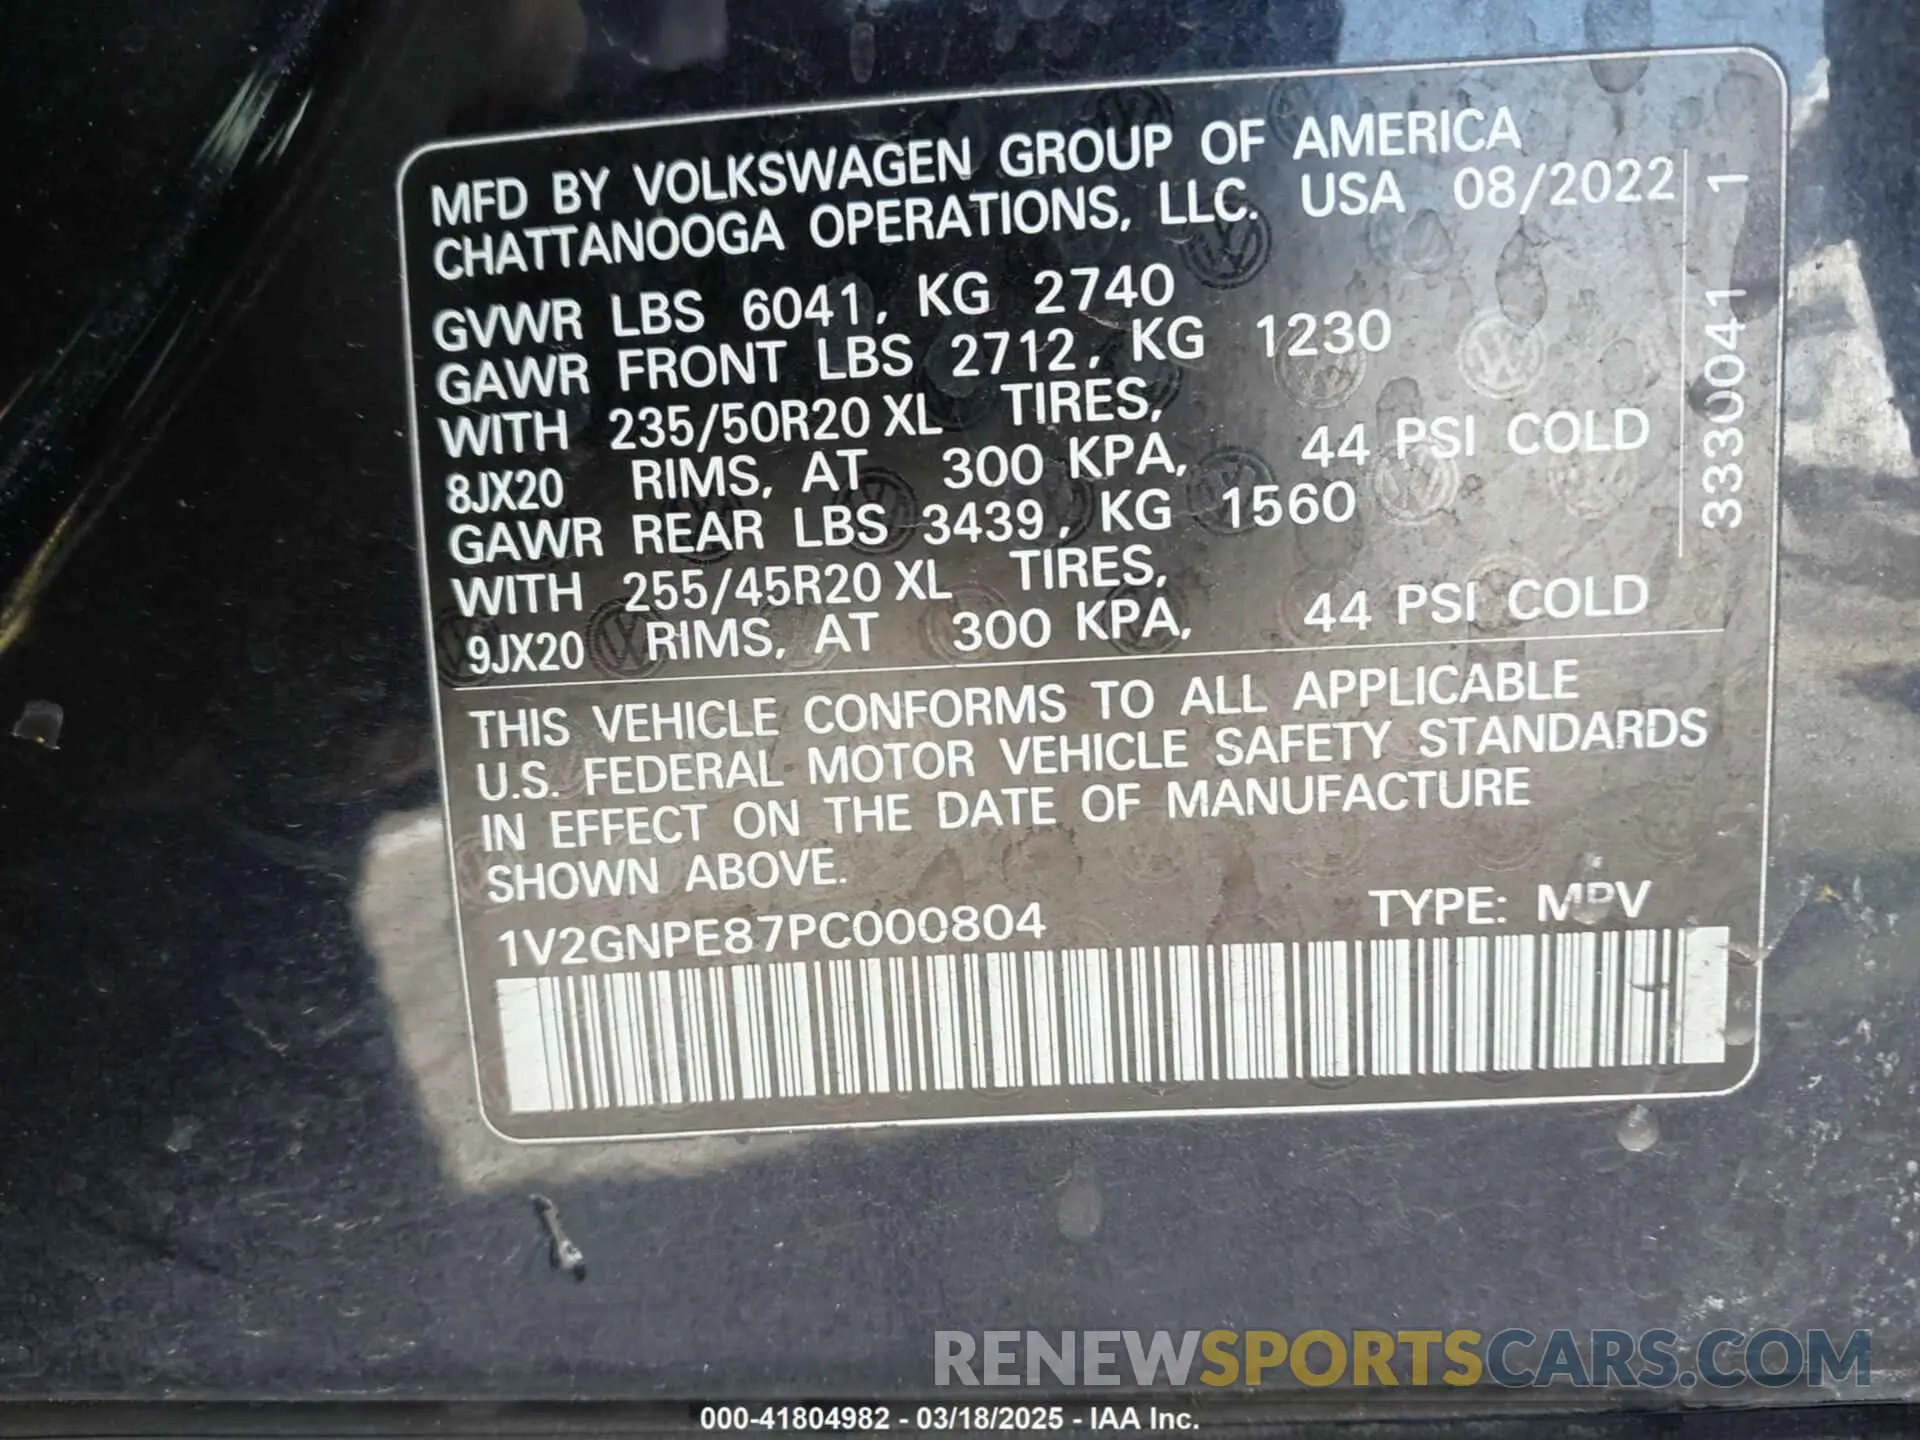 MFD BY VOLKSWAGEN GROUP OF AMERICA
CHATTANOOGA OPERATIONS, LLC. USA 08/2022
GVWR LBS 6041, KG 2740
GAWR FRONT LBS 2712, KG 1230
WITH 235/50R20 XL TIRES,
8JX20 RIMS, AT 300 KPA, 44 PSI COLD
GAWR REAR LBS 3439, KG 1560
WITH 255/45R20 XL TIRES,
9JX20 RIMS, AT 300 KPA, 44 PSI COLD
3330041 1
THIS VEHICLE CONFORMS TO ALL APPLICABLE
U.S. FEDERAL MOTOR VEHICLE SAFETY STANDARDS
IN EFFECT ON THE DATE OF MANUFACTURE
SHOWN ABOVE.
1V2GNPE87PC000804 TYPE: MPV
RENEWSPORTSCARS.COM
000-41804982 - 03/18/2025 - IAA Inc.